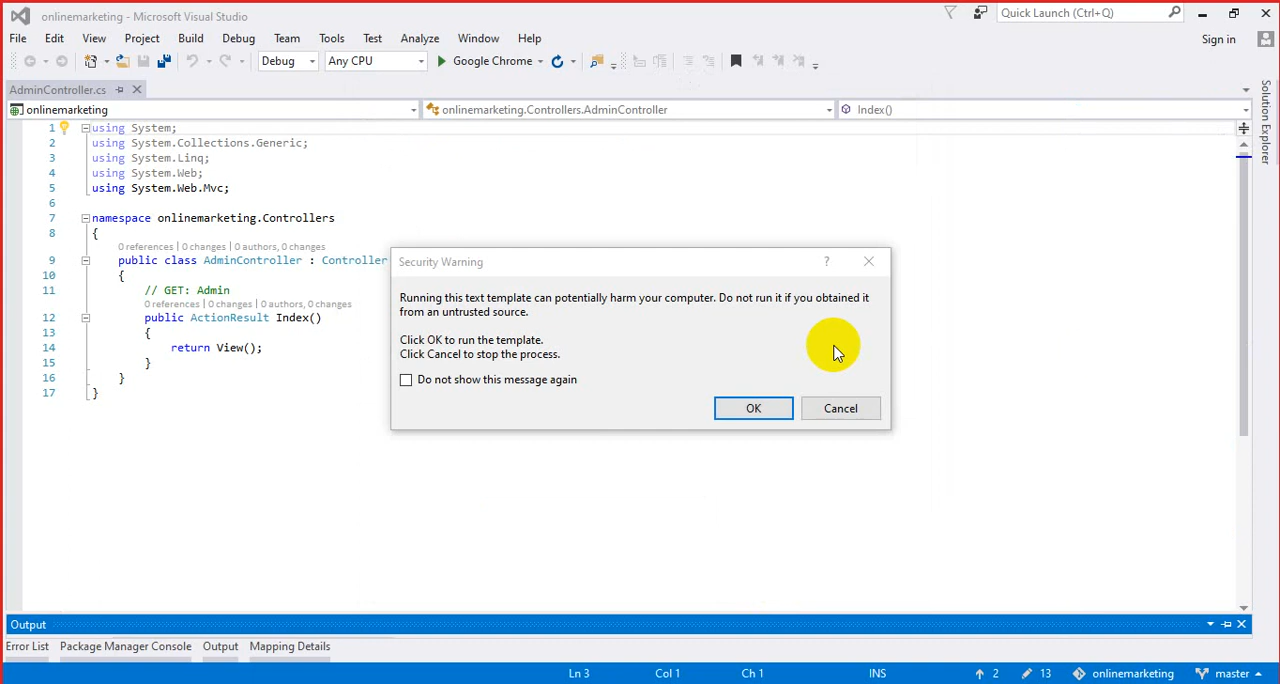 onlinemarketing - Microsoft Visual Studio
Quick Launch (Ctrl+Q)
File Edit View Project Build Debug Team Tools Test Analyze Window Help
Sign in
Debug Any CPU Google Chrome
AdminController.cs
onlinemarketing onlinemarketing.Controllers.AdminController Index()
Solution Explorer
1 using System;
2 using System.Collections.Generic;
3 using System.Linq;
4 using System.Web;
5 using System.Web.Mvc;
6
7 namespace onlinemarketing.Controllers
8 {
0 references | 0 changes | 0 authors, 0 changes
9 public class AdminController : Controller
10 {
11 // GET: Admin
0 references | 0 changes | 0 authors, 0 changes
12 public ActionResult Index()
13 {
14 return View();
15 }
16 }
17 }
Security Warning
?
Running this text template can potentially harm your computer. Do not run it if you obtained it
from an untrusted source.
Click OK to run the template.
Click Cancel to stop the process.
Do not show this message again
OK Cancel
Output
Error List Package Manager Console Output Mapping Details
Ln 3 Col 1 Ch 1 INS 2 13 onlinemarketing master